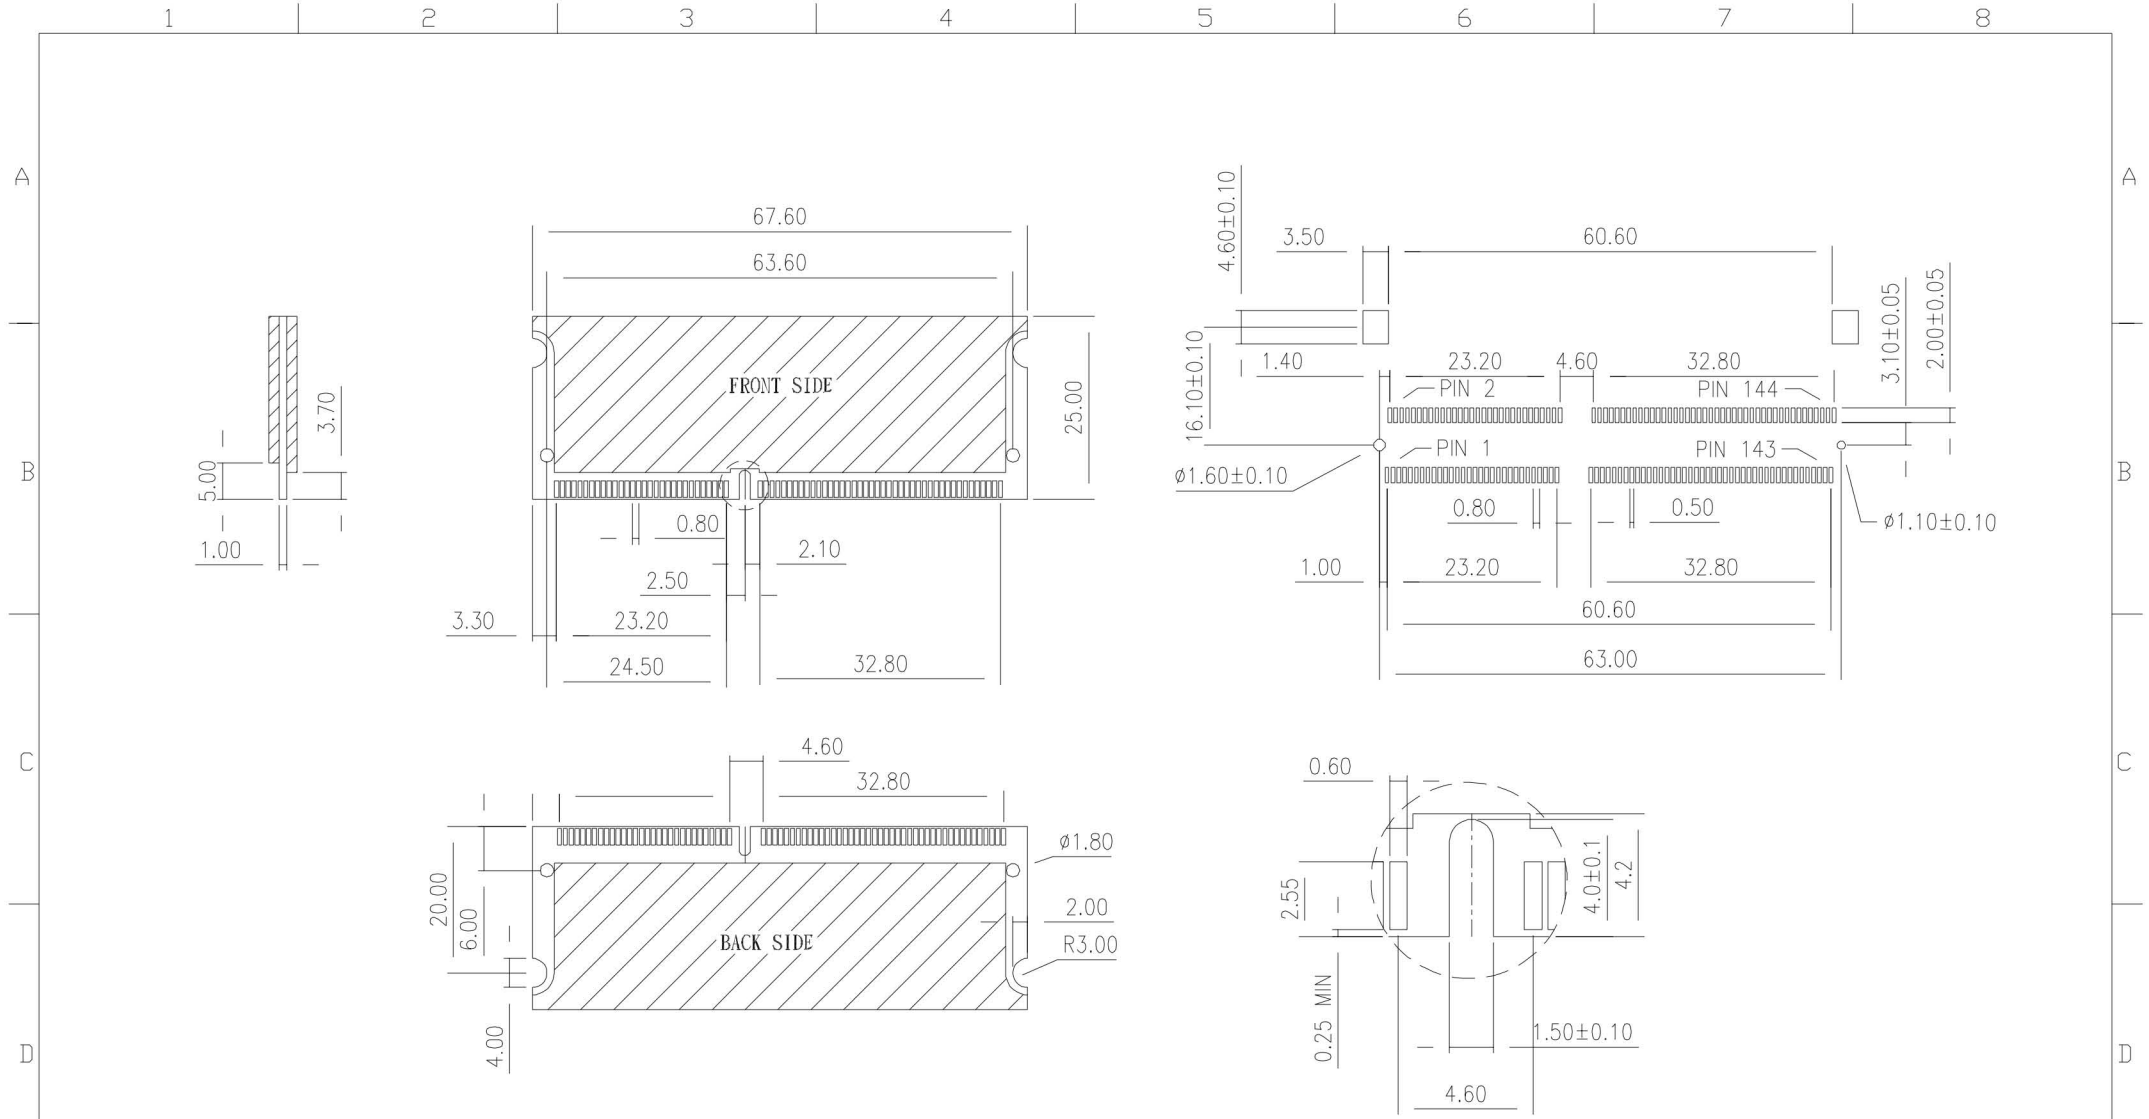 1 2 3 4 5 6 7 8
A A
67.60
63.60
FRONT SIDE
25.00
3.70
5.00
1.00
0.80
2.10
2.50
3.30 23.20
24.50 32.80
4.60±0.10
3.50 60.60
16.10±0.10
1.40 23.20 4.60 32.80
3.10±0.05
2.00±0.05
PIN 2 PIN 144
PIN 1 PIN 143
ø1.60±0.10
0.80 0.50
ø1.10±0.10
1.00 23.20 32.80
60.60
63.00
B B
4.60
32.80
ø1.80
20.00
6.00
BACK SIDE
2.00
R3.00
4.00
C C
0.60
2.55
4.0±0.1
4.2
0.25 MIN
1.50±0.10
4.60
D D